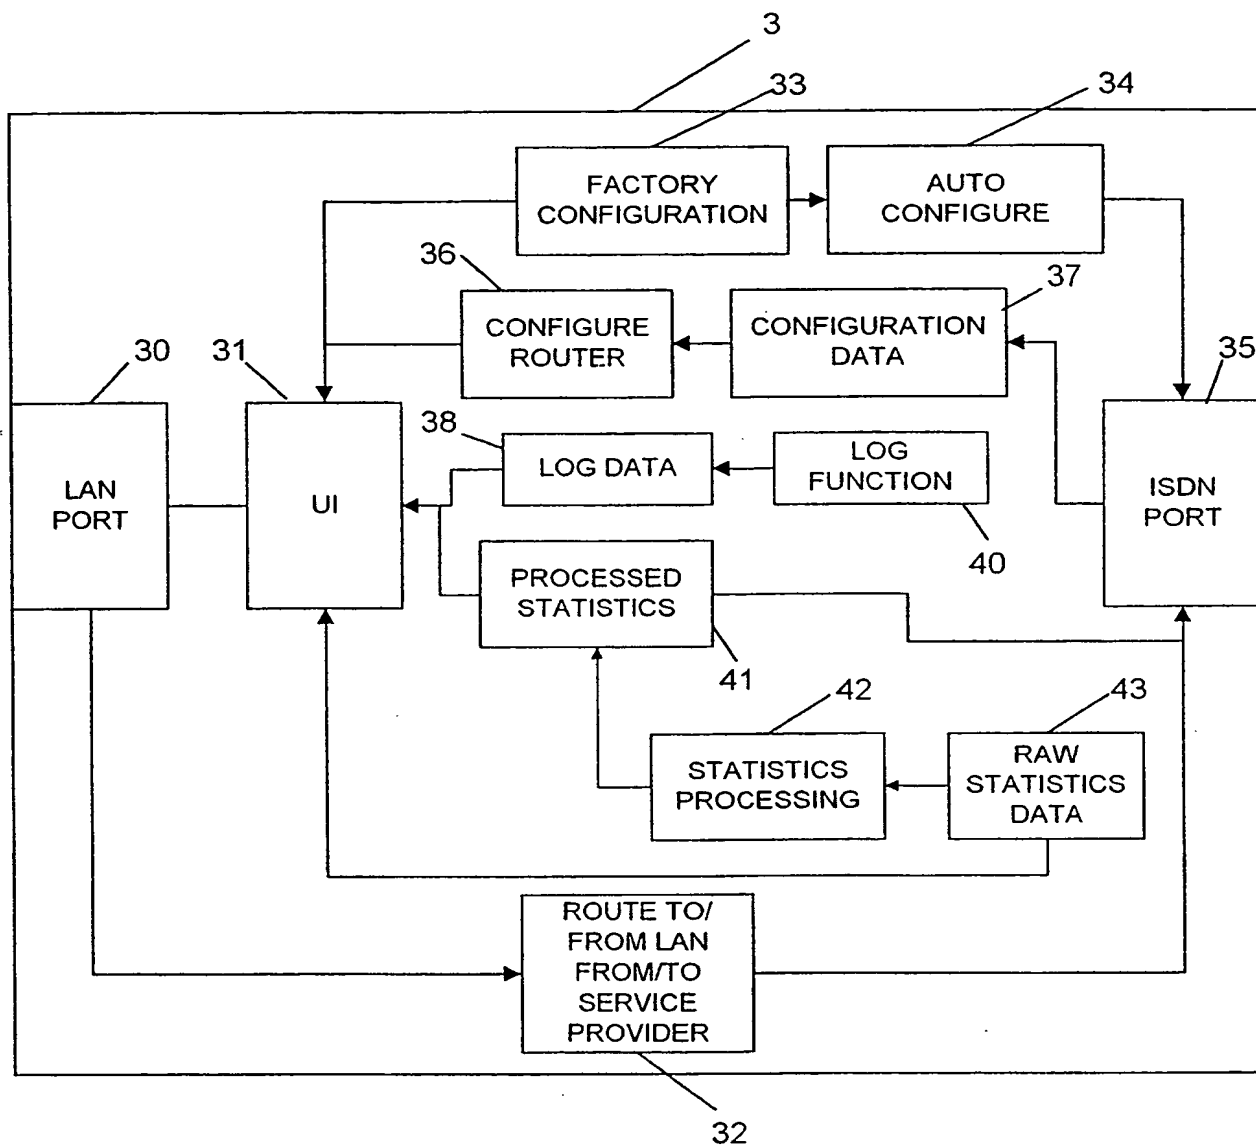 3
33
34
FACTORY
CONFIGURATION
AUTO
CONFIGURE
36
37
CONFIGURE
ROUTER
CONFIGURATION
DATA
30
31
35
38
LAN
PORT
UI
LOG DATA
LOG
FUNCTION
ISDN
PORT
40
PROCESSED
STATISTICS
41
42
43
STATISTICS
PROCESSING
RAW
STATISTICS
DATA
ROUTE TO/
FROM LAN
FROM/TO
SERVICE
PROVIDER
32